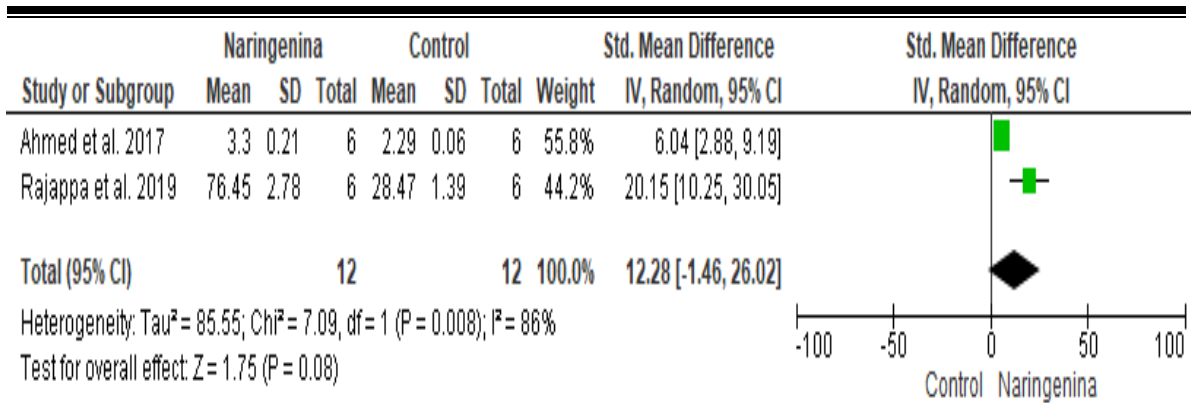 Naringenina Control Std. Mean Difference Std. Mean Difference
Study or Subgroup Mean SD Total Mean SD Total Weight IV, Random, 95% CI IV, Random, 95% CI
Ahmed et al. 2017 3.3 0.21 6 2.29 0.06 6 55.8% 6.04 [2.88, 9.19]
Rajappa et al. 2019 76.45 2.78 6 28.47 1.39 6 44.2% 20.15 [10.25, 30.05]
Total (95% CI) 12 12 100.0% 12.28 [-1.46, 26.02]
Heterogeneity: Tau² = 85.55; Chi² = 7.09, df = 1 (P = 0.008); I² = 86%
Test for overall effect: Z = 1.75 (P = 0.08)
-100 -50 0 50 100
Control Naringenina